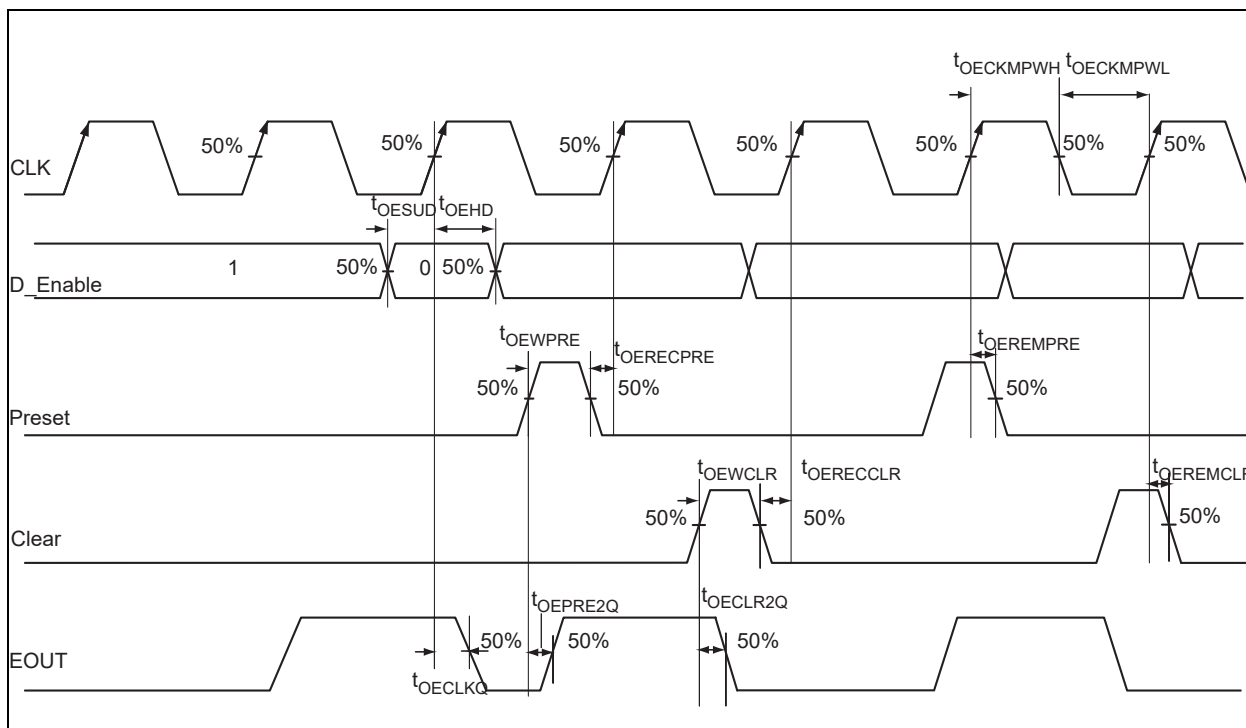 tOECKMPWH tOECKMPWL
50% 50% 50% 50% 50% 50% 50%
CLK
tOESUD tOEHD
1 50% 0 50%
D_Enable
tOEWPRE tOERECPRE tOEREMPRE
50% 50% 50%
Preset
tOEWCLR tOERECCLR tOEREMCLR
50% 50% 50%
Clear
tOEPRE2Q tOECLR2Q
50% 50% 50%
EOUT
tOECLKQ